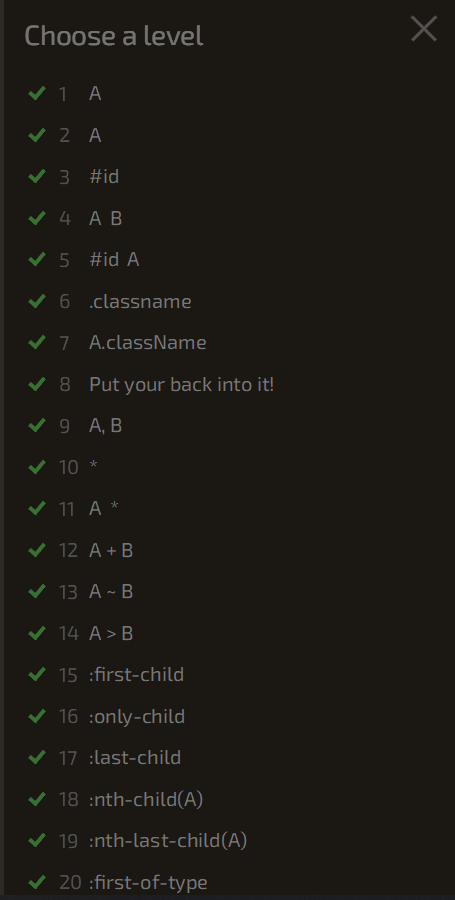 Choose a level
1 A
2 A
3 #id
4 A B
5 #id A
6 .classname
7 A.className
8 Put your back into it!
9 A, B
10 *
11 A *
12 A + B
13 A ~ B
14 A > B
15 :first-child
16 :only-child
17 :last-child
18 :nth-child(A)
19 :nth-last-child(A)
20 :first-of-type